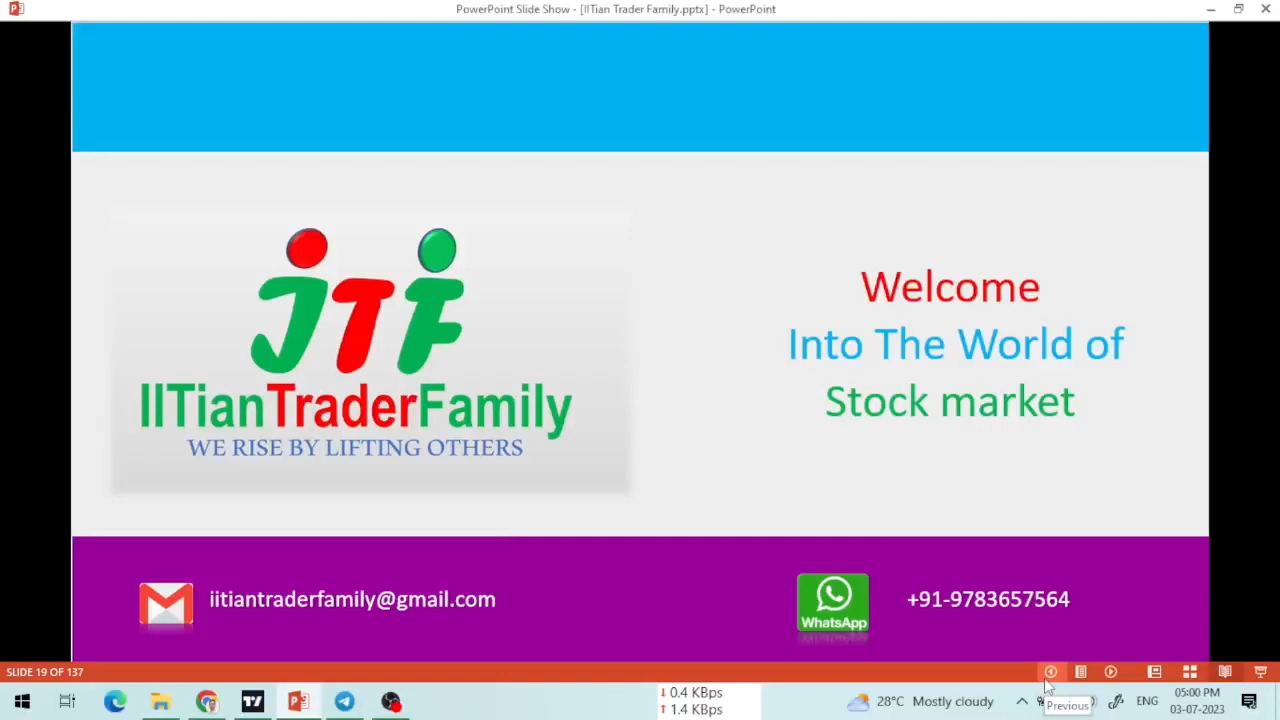 PowerPoint Slide Show - [IITian Trader Family.pptx] - PowerPoint
JTF
IITianTraderFamily
WE RISE BY LIFTING OTHERS
Welcome
Into The World of
Stock market
iitiantraderfamily@gmail.com
WhatsApp
+91-9783657564
SLIDE 19 OF 137
Previous
0.4 KBps
1.4 KBps
28°C Mostly cloudy
ENG
05:00 PM
03-07-2023